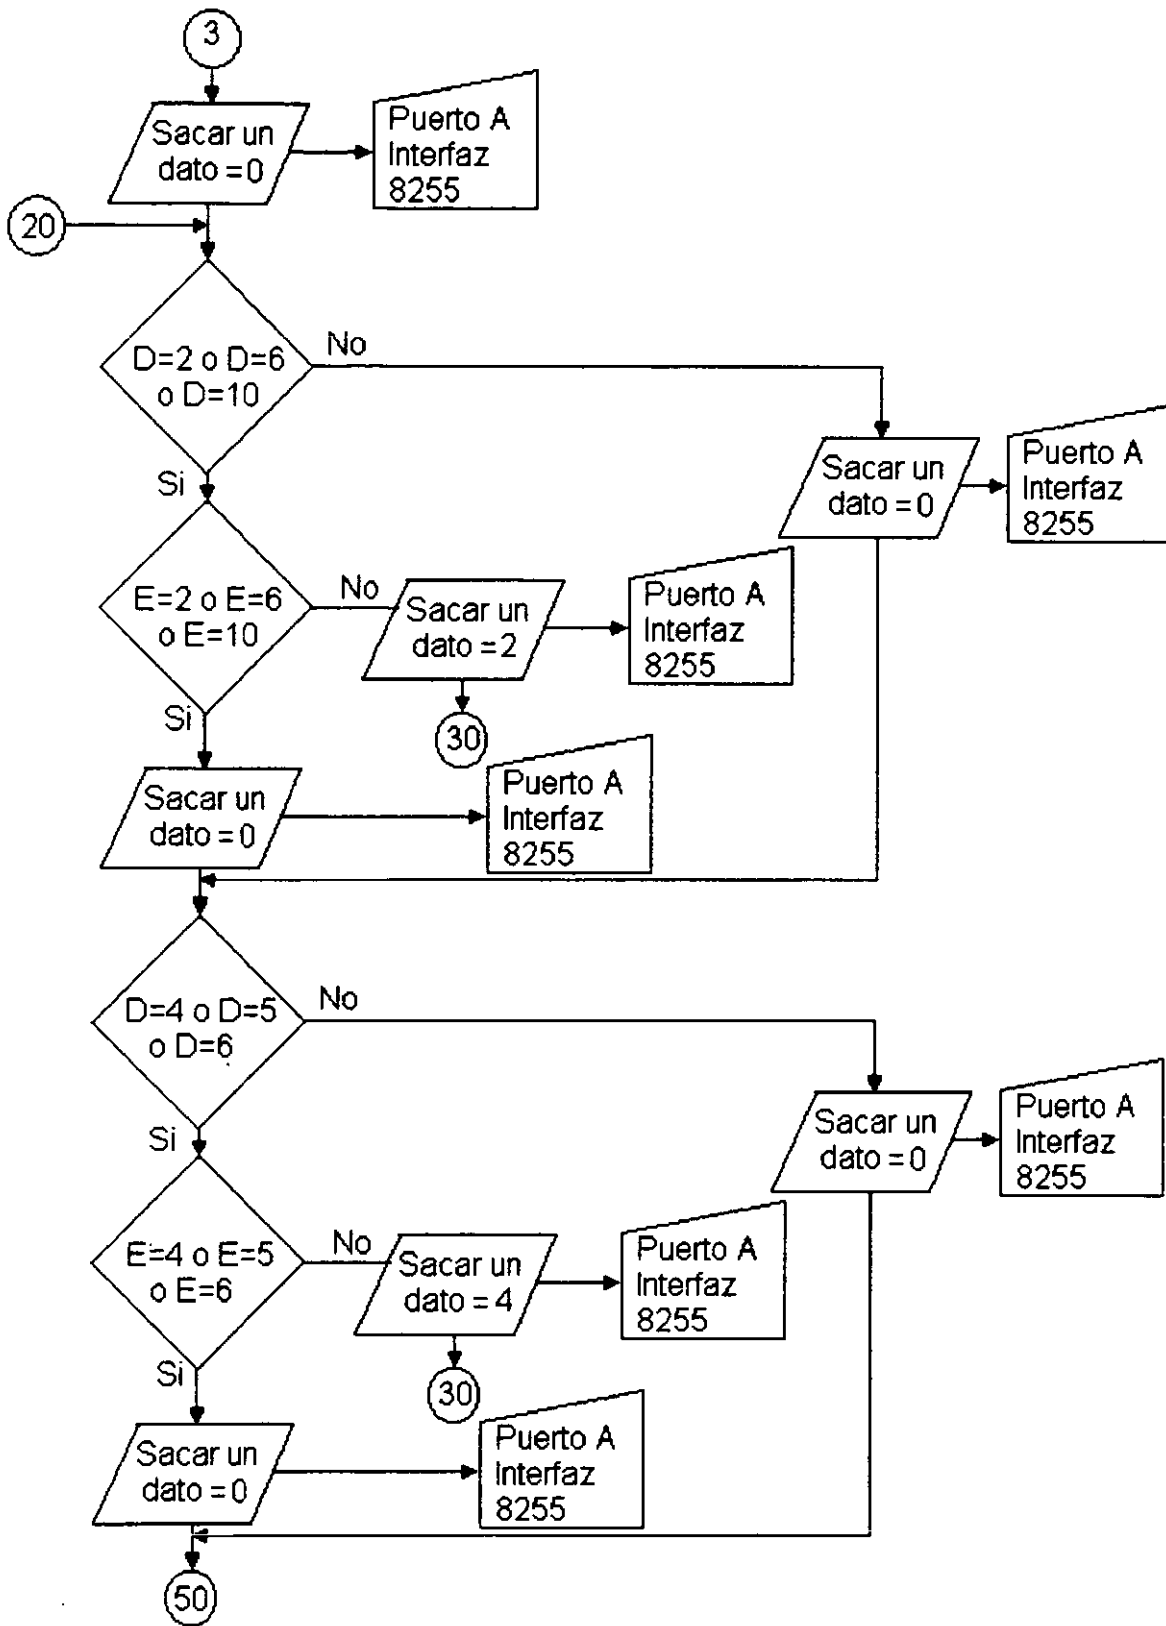 3
Sacar un
dato = 0
Puerto A
Interfaz
8255
20
D=2 o D=6
o D=10
No
Si
Sacar un
dato = 0
Puerto A
Interfaz
8255
E=2 o E=6
o E=10
No
Si
Sacar un
dato = 2
Puerto A
Interfaz
8255
30
Sacar un
dato = 0
Puerto A
Interfaz
8255
D=4 o D=5
o D=6
No
Si
Sacar un
dato = 0
Puerto A
Interfaz
8255
E=4 o E=5
o E=6
No
Si
Sacar un
dato = 4
Puerto A
Interfaz
8255
30
Sacar un
dato = 0
Puerto A
Interfaz
8255
50